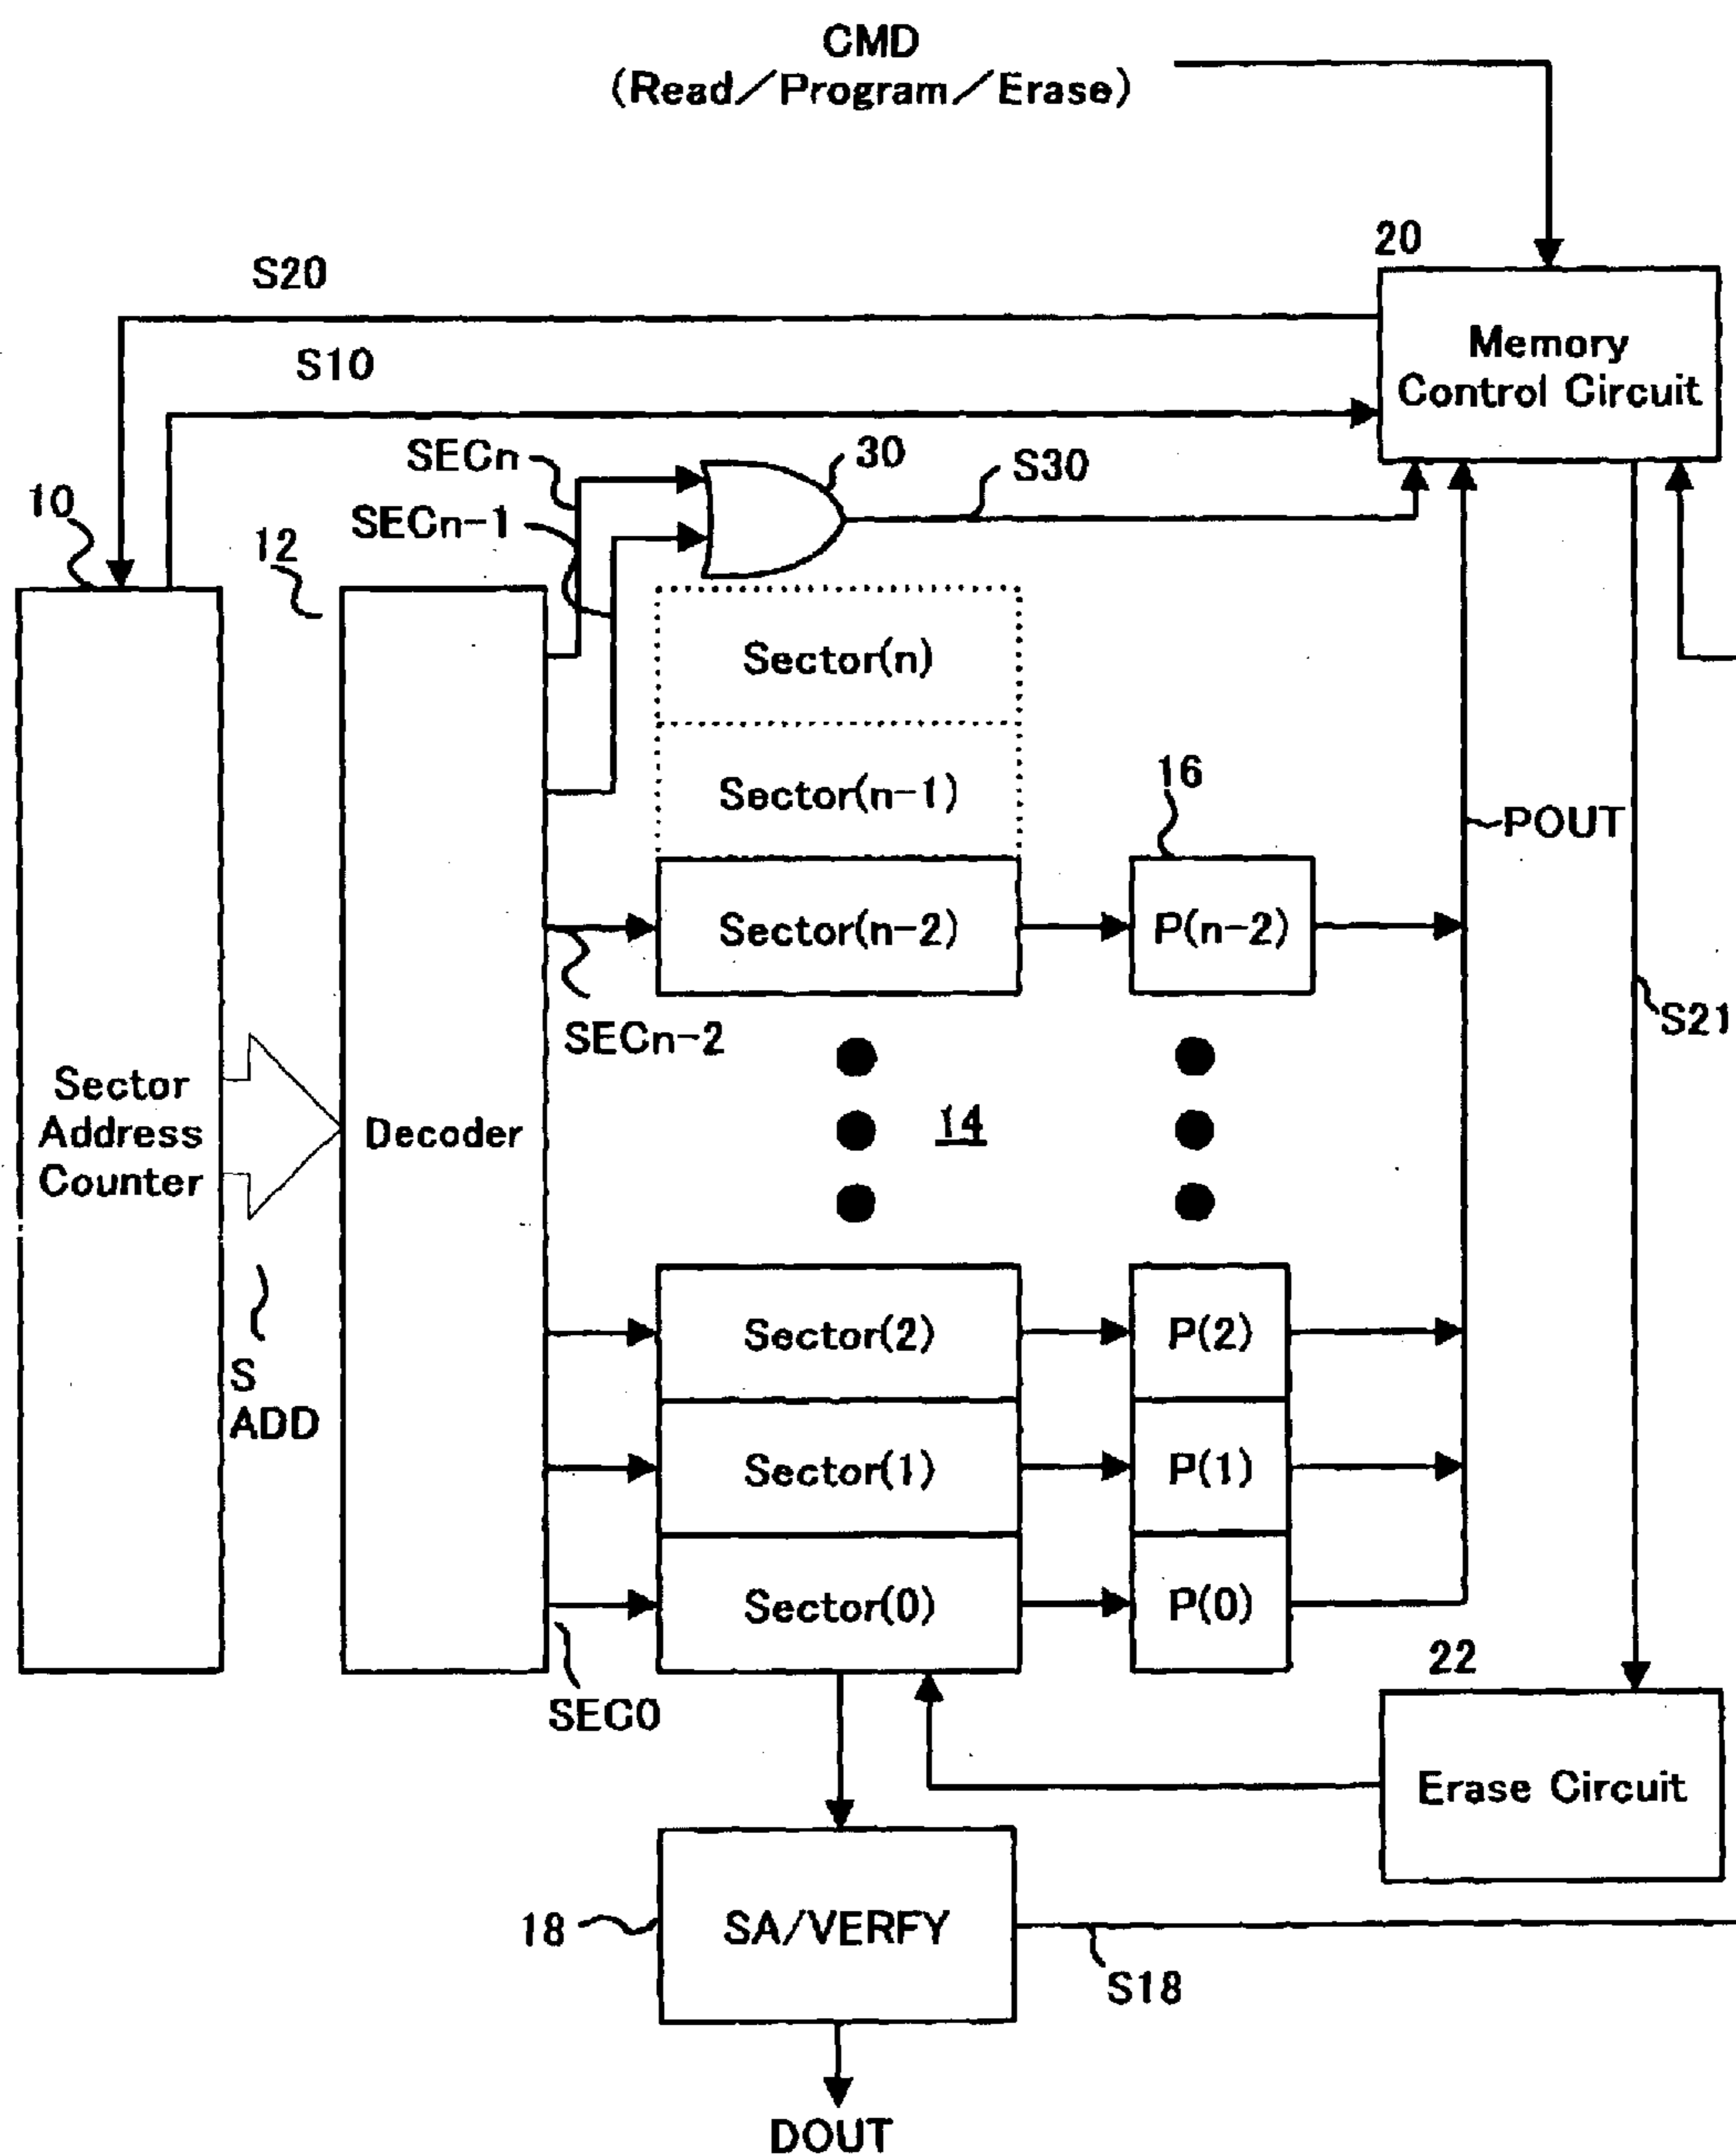 CMD
(Read／Program／Erase)
20
S20
Memory
Control Circuit
S10
SECn
30
S30
SECn-1
10
12
Sector(n)
Sector(n-1)
16
POUT
Sector(n-2)
P(n-2)
S21
SECn-2
Sector
Address
Counter
Decoder
14
Sector(2)
P(2)
S
ADD
Sector(1)
P(1)
Sector(0)
P(0)
22
SEC0
Erase Circuit
18
SA/VERFY
S18
DOUT